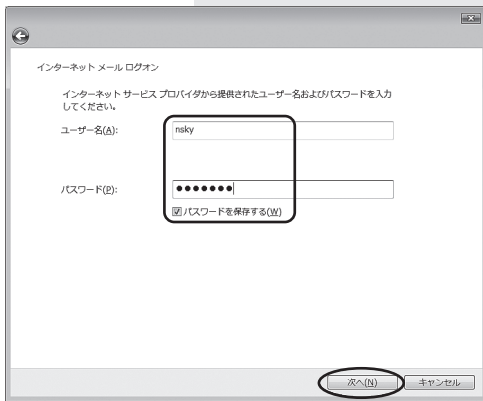 インターネット メール ログオン
インターネット サービス プロバイダから提供されたユーザー名およびパスワードを入力
してください。
ユーザー名(A):
nsky
パスワード(P):
●●●●●●●
パスワードを保存する(W)
次へ(N)
キャンセル